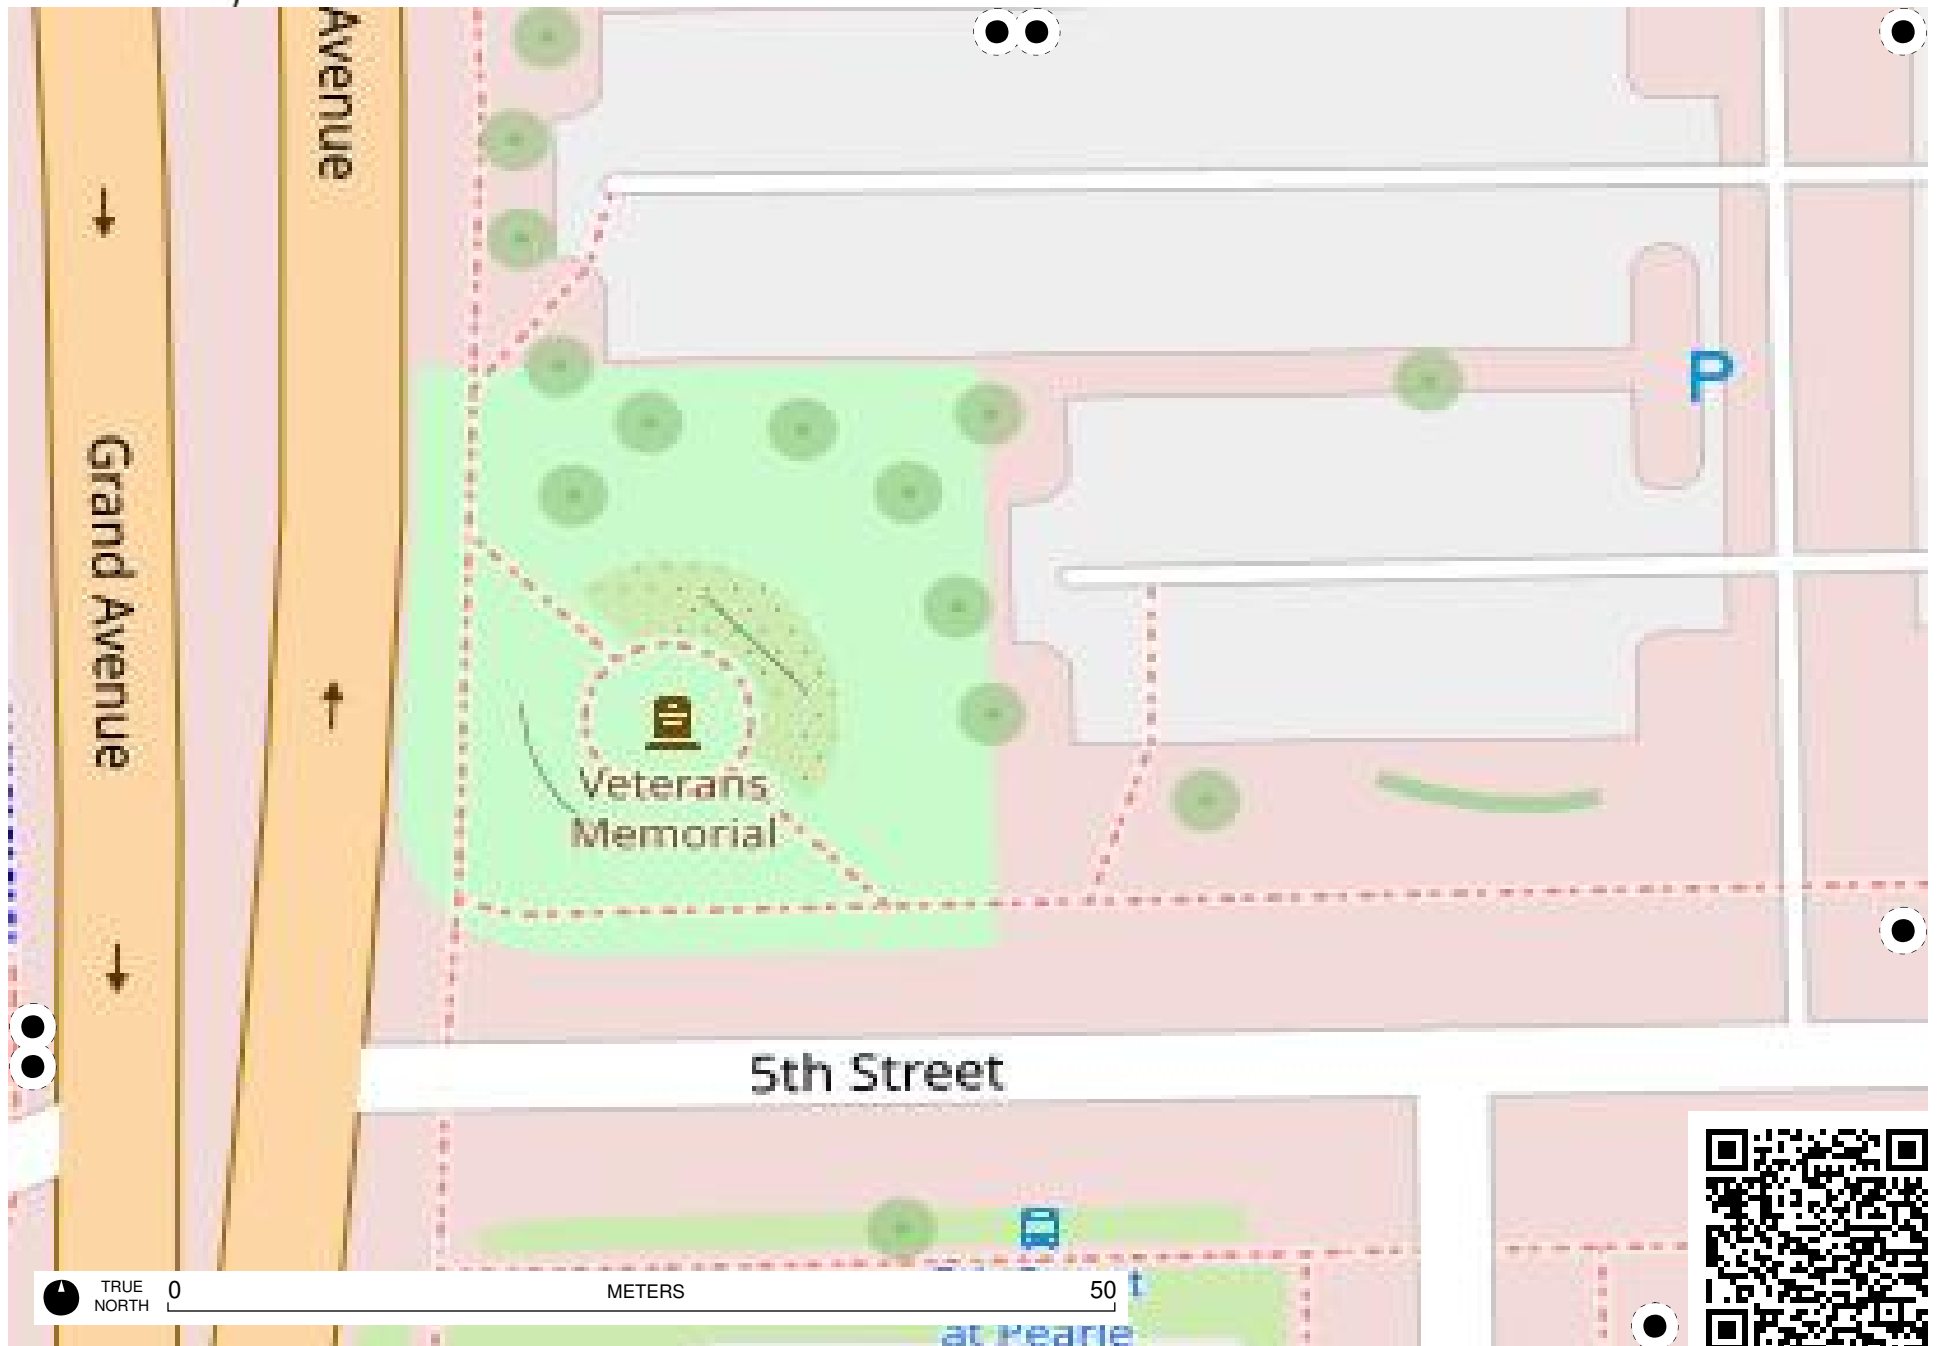 Avenue
P
Grand Avenue
Veterans
Memorial
5th Street
TRUE
NORTH
0
METERS
50
at Pearle